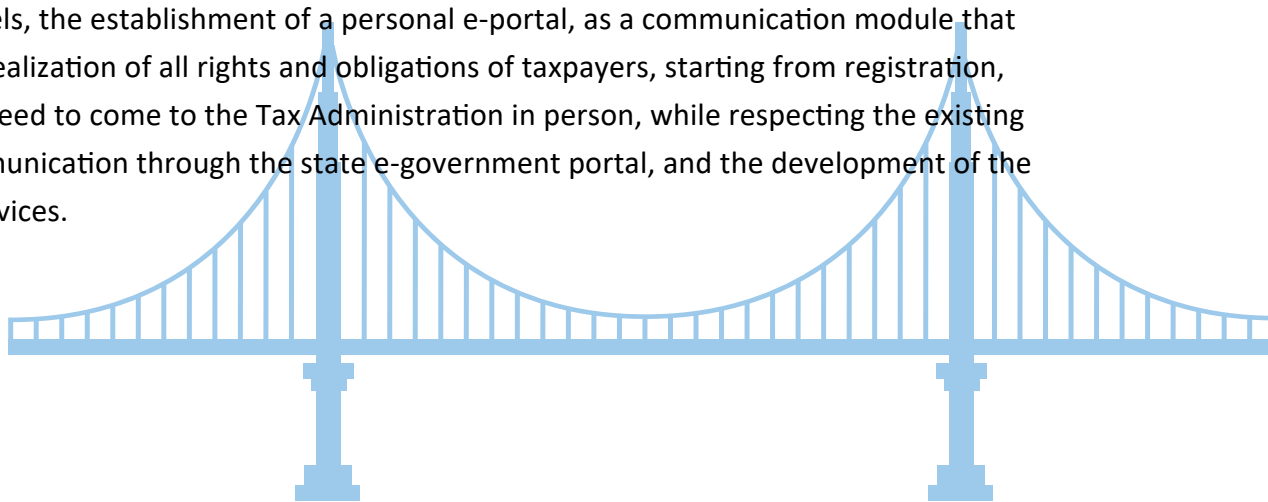 els, the establishment of a personal e-portal, as a communication module that
ealization of all rights and obligations of taxpayers, starting from registration,
eed to come to the Tax Administration in person, while respecting the existing
munication through the state e-government portal, and the development of the
vices.